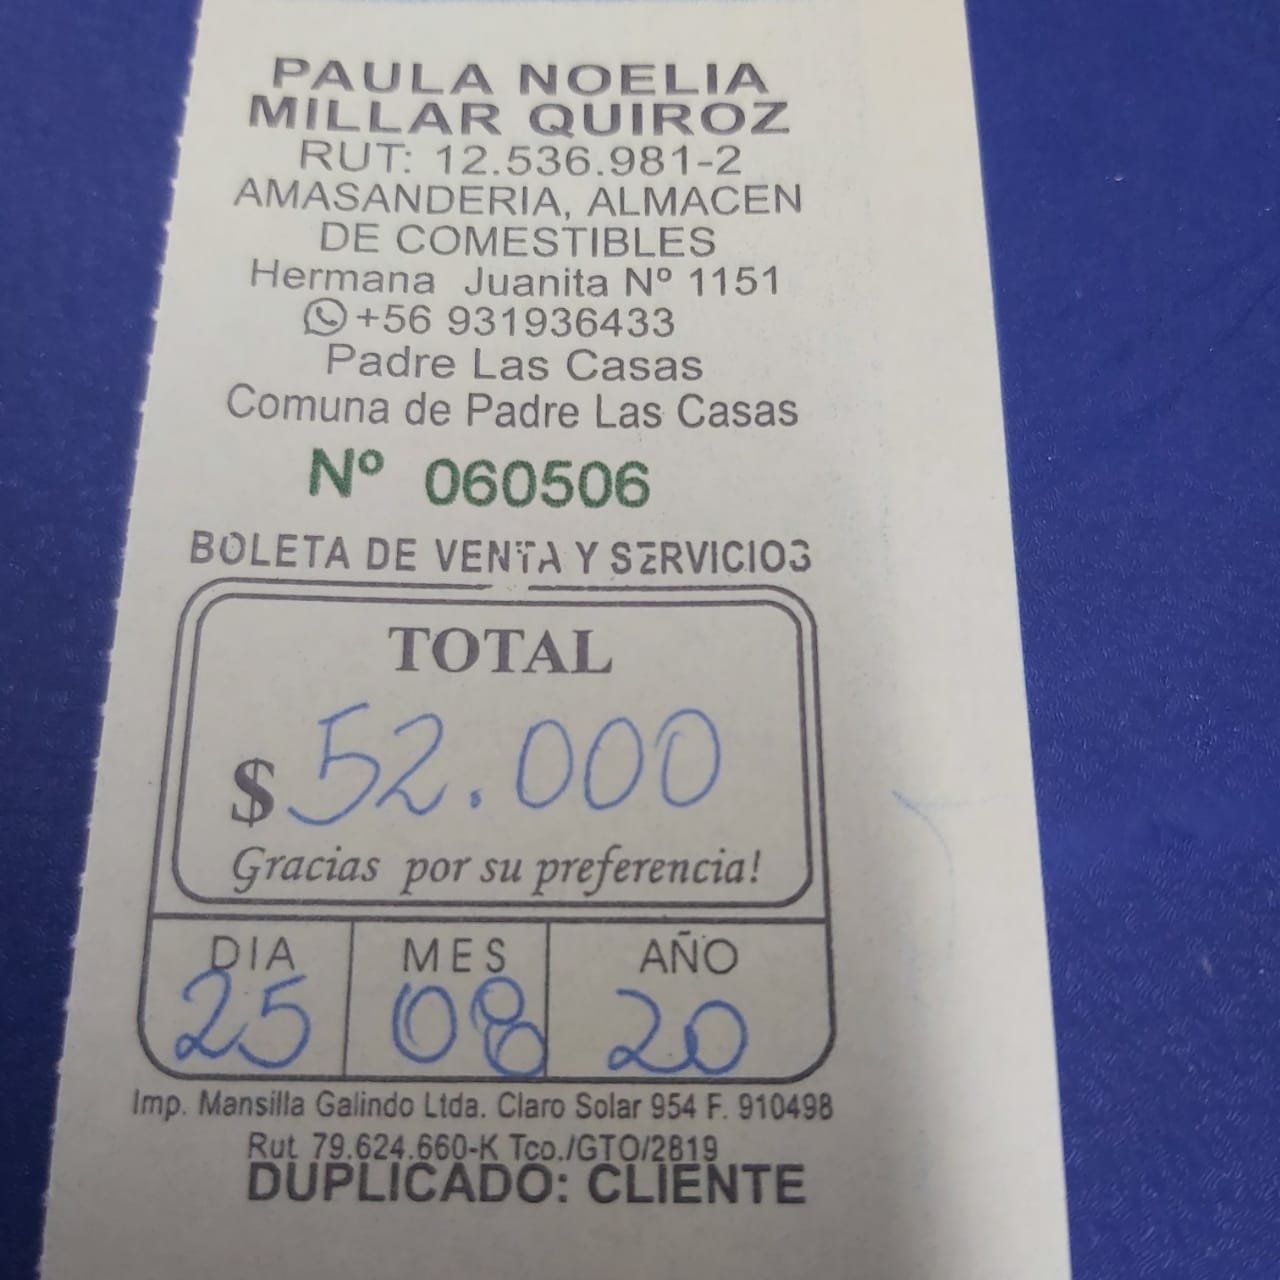 PAULA NOELIA
MILLAR QUIROZ
RUT: 12.536.981-2
AMASANDERIA, ALMACEN
DE COMESTIBLES
Hermana Juanita Nº 1151
+56 931936433
Padre Las Casas
Comuna de Padre Las Casas
Nº 060506
BOLETA DE VENTA Y SERVICIOS
TOTAL
$ 52.000
Gracias por su preferencia!
DIA MES AÑO
25 08 20
Imp. Mansilla Galindo Ltda. Claro Solar 954 F. 910498
Rut 79.624.660-K Tco./GTO/2819
DUPLICADO: CLIENTE